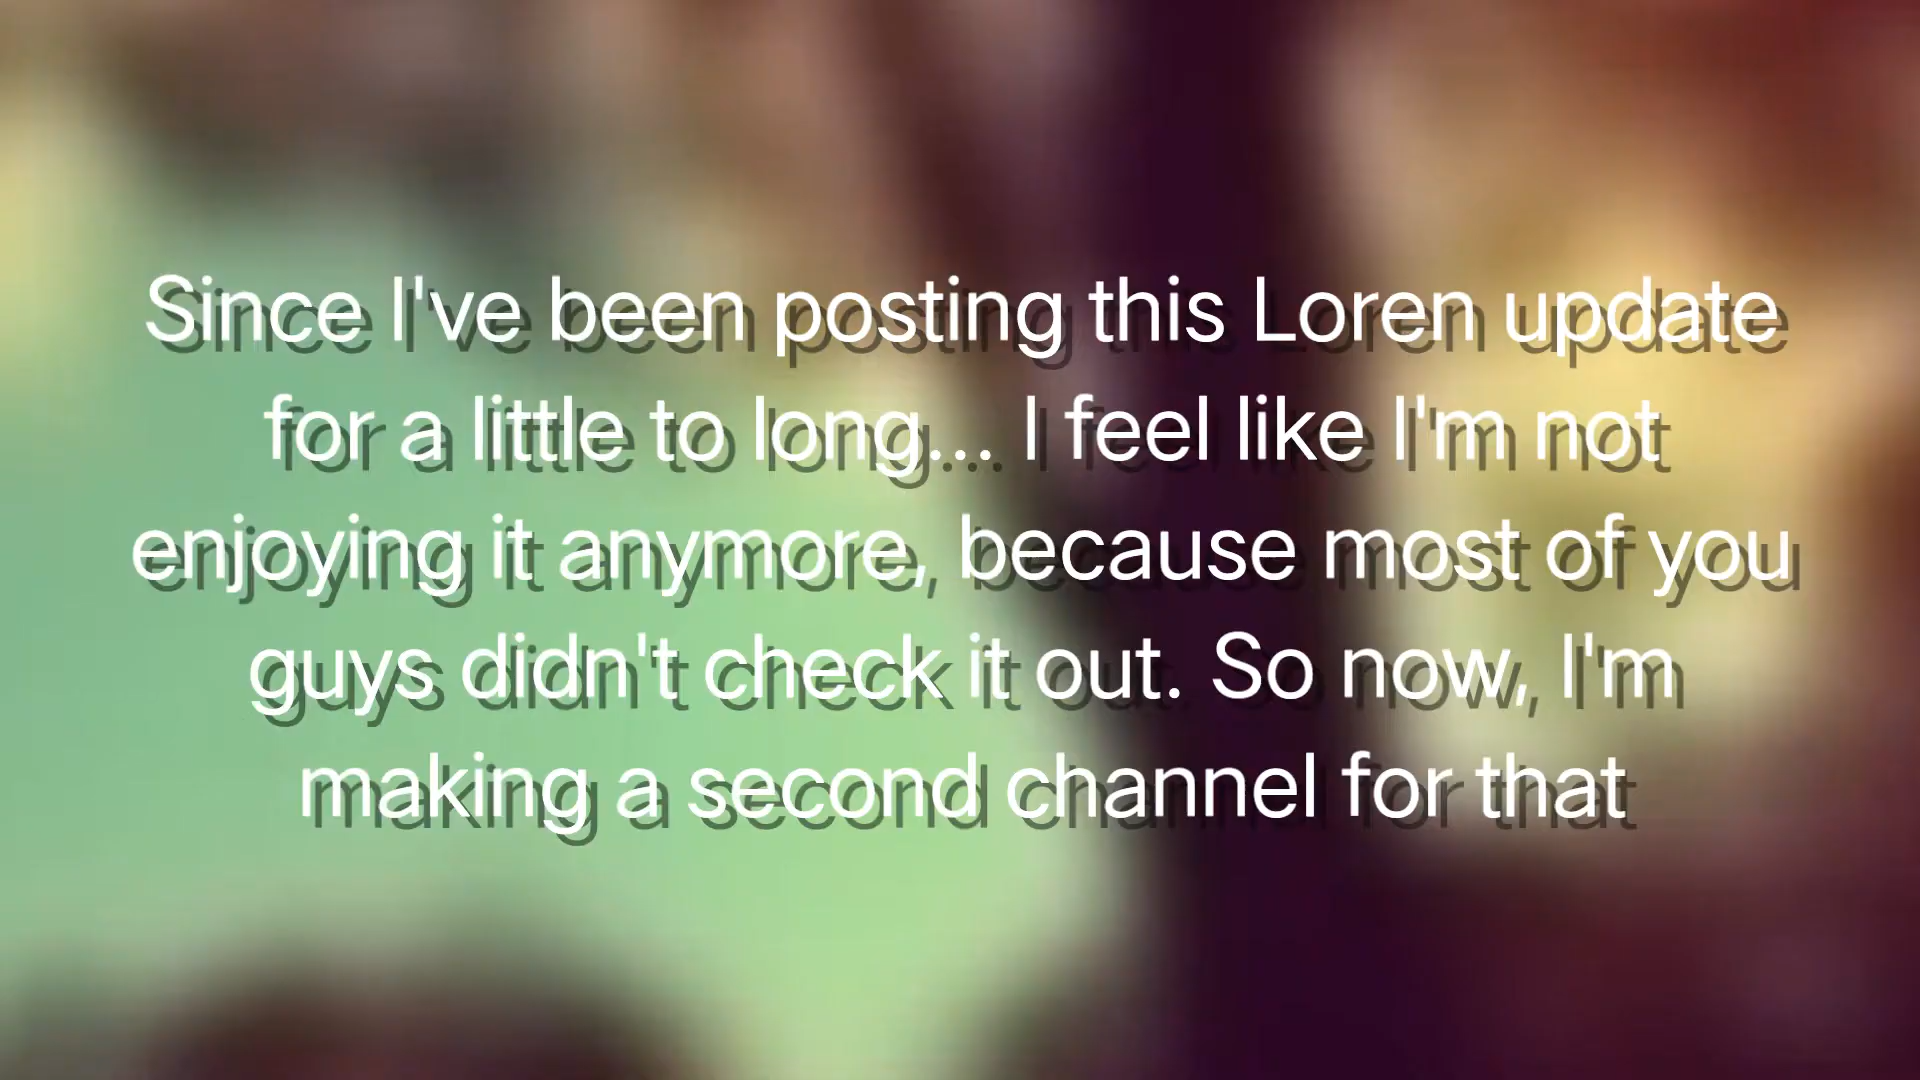 Since I've been posting this Loren update
for a little to long... I feel like I'm not
enjoying it anymore, because most of you
guys didn't check it out. So now, I'm
making a second channel for that